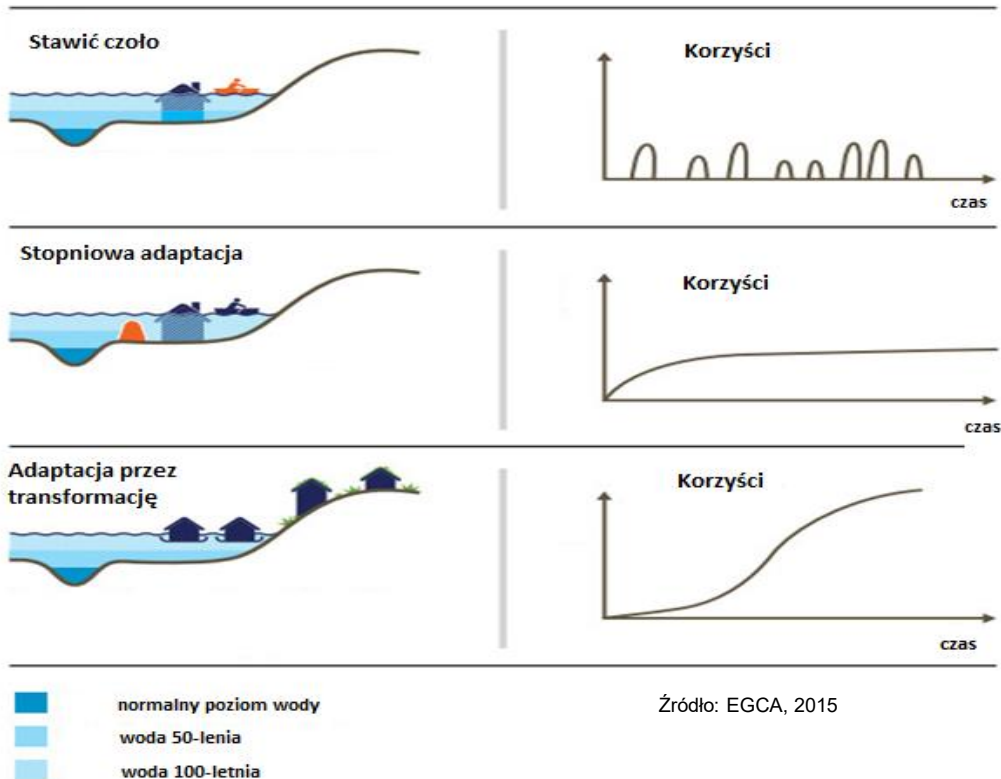 Stawić czoło
Korzyści
czas
Stopniowa adaptacja
Korzyści
czas
Adaptacja przez
transformację
Korzyści
czas
normalny poziom wody
woda 50-lenia
woda 100-letnia
Źródło: EGCA, 2015